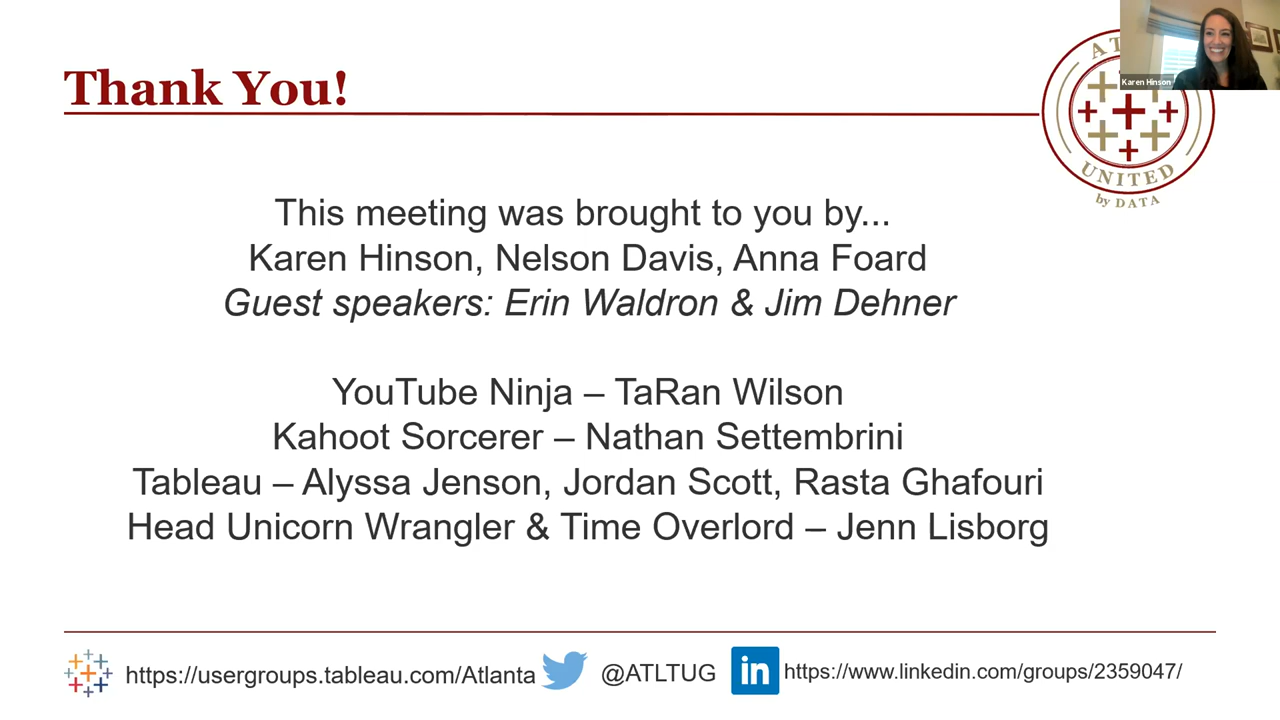 Karen Hinson
Thank You!
UNITED
by DATA
This meeting was brought to you by...
Karen Hinson, Nelson Davis, Anna Foard
Guest speakers: Erin Waldron & Jim Dehner
YouTube Ninja – TaRan Wilson
Kahoot Sorcerer – Nathan Settembrini
Tableau – Alyssa Jenson, Jordan Scott, Rasta Ghafouri
Head Unicorn Wrangler & Time Overlord – Jenn Lisborg
https://usergroups.tableau.com/Atlanta @ATLTUG in https://www.linkedin.com/groups/2359047/